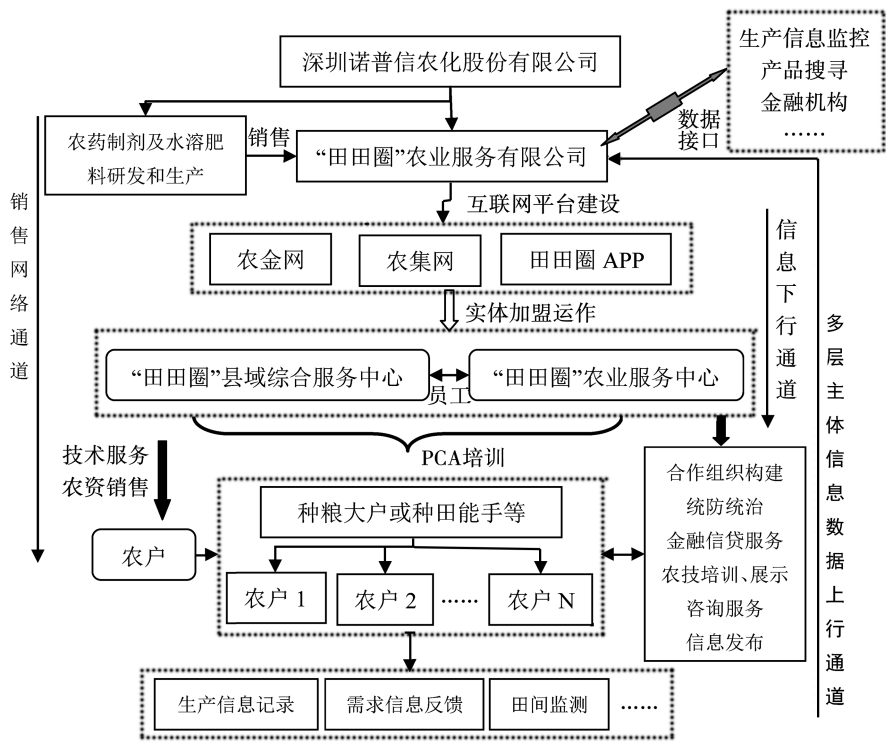 深圳诺普信农化股份有限公司
生产信息监控
产品搜寻
金融机构
……
数据
接口
农药制剂及水溶肥
料研发和生产
销售
“田田圈”农业服务有限公司
互联网平台建设
农金网
农集网
田田圈 APP
实体加盟运作
“田田圈”县域综合服务中心
员工
“田田圈”农业服务中心
销售网络通道
信息下行通道
多层主体信息数据上行通道
PCA培训
技术服务
农资销售
农户
种粮大户或种田能手等
农户 1
农户 2
……
农户 N
合作组织构建
统防统治
金融信贷服务
农技培训、展示
咨询服务
信息发布
生产信息记录
需求信息反馈
田间监测
……